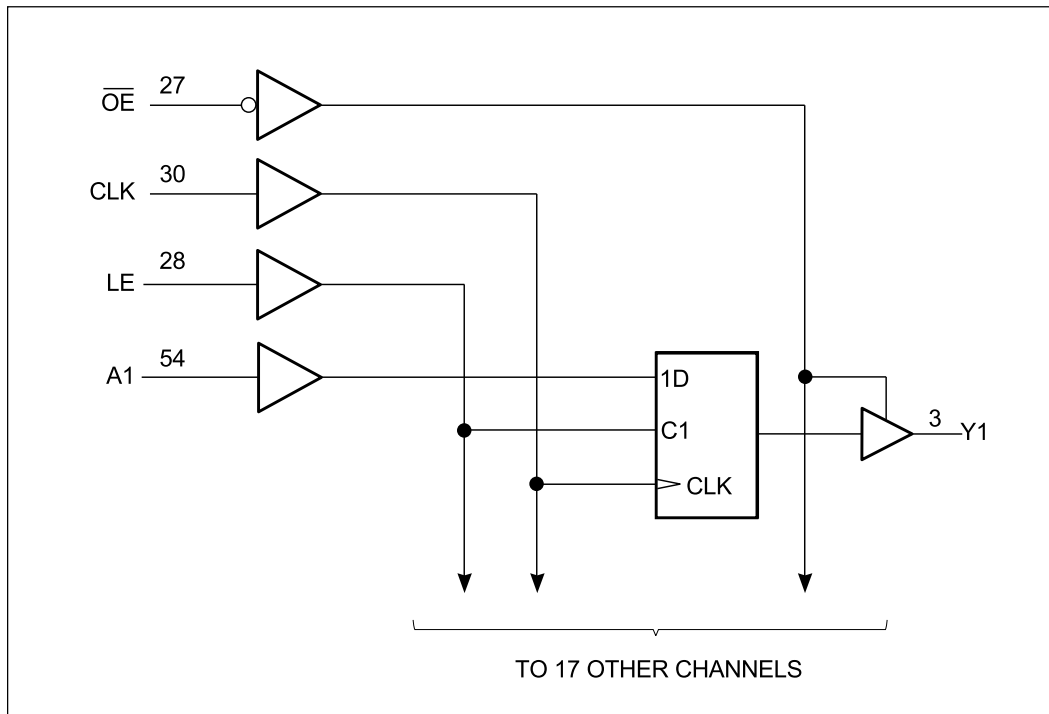 OE 27
CLK 30
LE 28
A1 54
1D
C1
CLK
3 Y1
TO 17 OTHER CHANNELS